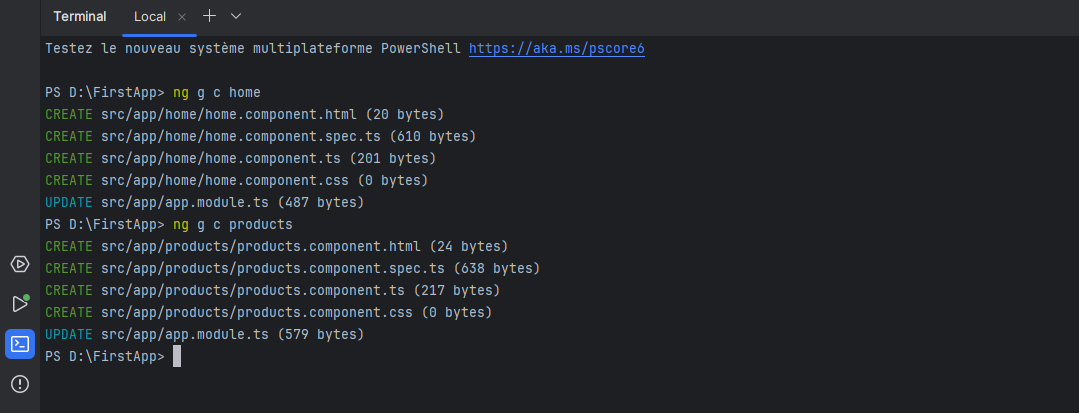 Terminal Local
Testez le nouveau système multiplateforme PowerShell https://aka.ms/pscore6
PS D:\FirstApp> ng g c home
CREATE src/app/home/home.component.html (20 bytes)
CREATE src/app/home/home.component.spec.ts (610 bytes)
CREATE src/app/home/home.component.ts (201 bytes)
CREATE src/app/home/home.component.css (0 bytes)
UPDATE src/app/app.module.ts (487 bytes)
PS D:\FirstApp> ng g c products
CREATE src/app/products/products.component.html (24 bytes)
CREATE src/app/products/products.component.spec.ts (638 bytes)
CREATE src/app/products/products.component.ts (217 bytes)
CREATE src/app/products/products.component.css (0 bytes)
UPDATE src/app/app.module.ts (579 bytes)
PS D:\FirstApp>